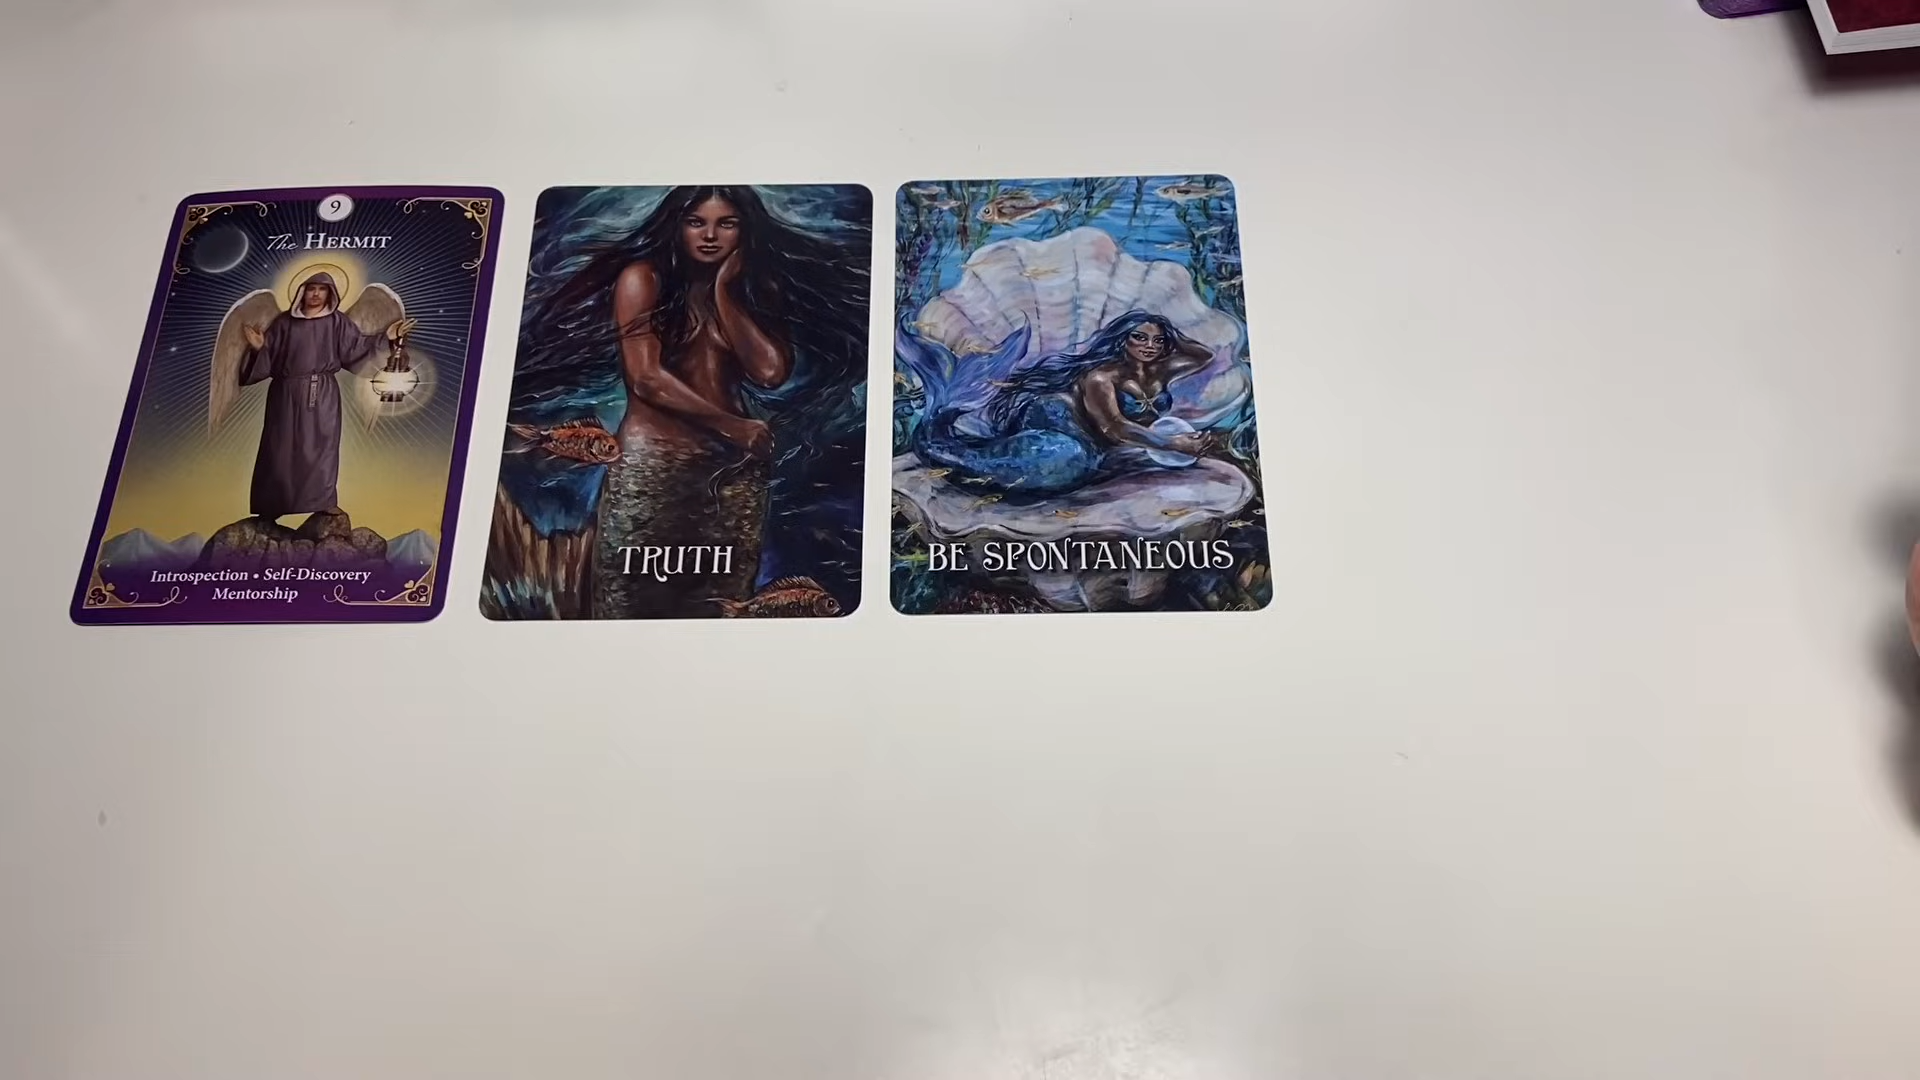 9
The HERMIT
Introspection • Self-Discovery
Mentorship
TRUTH
BE SPONTANEOUS